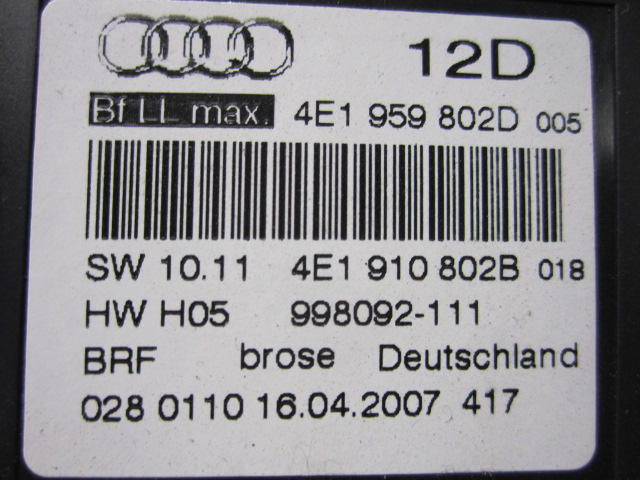 12D
Bf LL max. 4E1 959 802D 005
SW 10.11 4E1 910 802B 018
HW H05 998092-111
BRF brose Deutschland
028 0110 16.04.2007 417